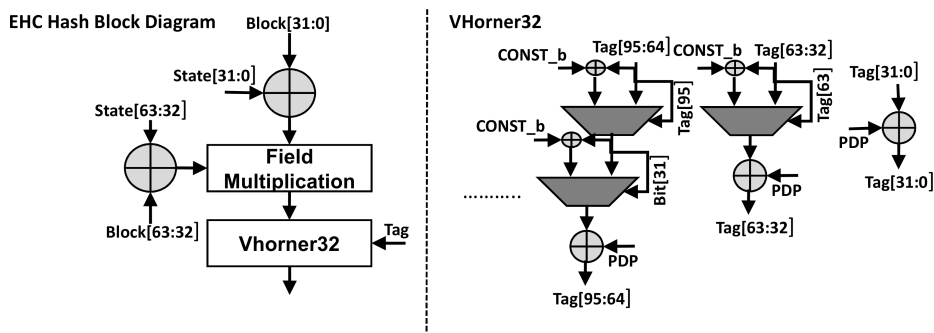 EHC Hash Block Diagram
Block[31:0]
State[31:0]
State[63:32]
Field
Multiplication
Block[63:32]
Vhorner32
Tag
VHorner32
CONST_b
Tag[95:64]
Tag[95]
CONST_b
Bit[31]
...........
PDP
Tag[95:64]
CONST_b
Tag[63:32]
Tag[63]
PDP
Tag[63:32]
Tag[31:0]
PDP
Tag[31:0]